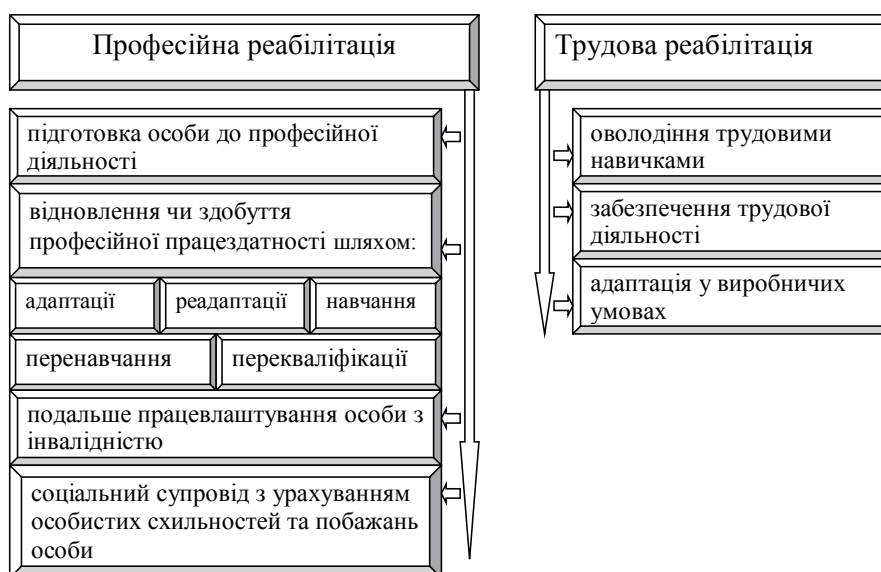 Професійна реабілітація
підготовка особи до професійної
діяльності
відновлення чи здобуття
професійної працездатності шляхом:
адаптації
реадаптації
навчання
перенавчання
перекваліфікації
подальше працевлаштування особи з
інвалідністю
соціальний супровід з урахуванням
особистих схильностей та побажань
особи
Трудова реабілітація
оволодіння трудовими
навичками
забезпечення трудової
діяльності
адаптація у виробничих
умовах